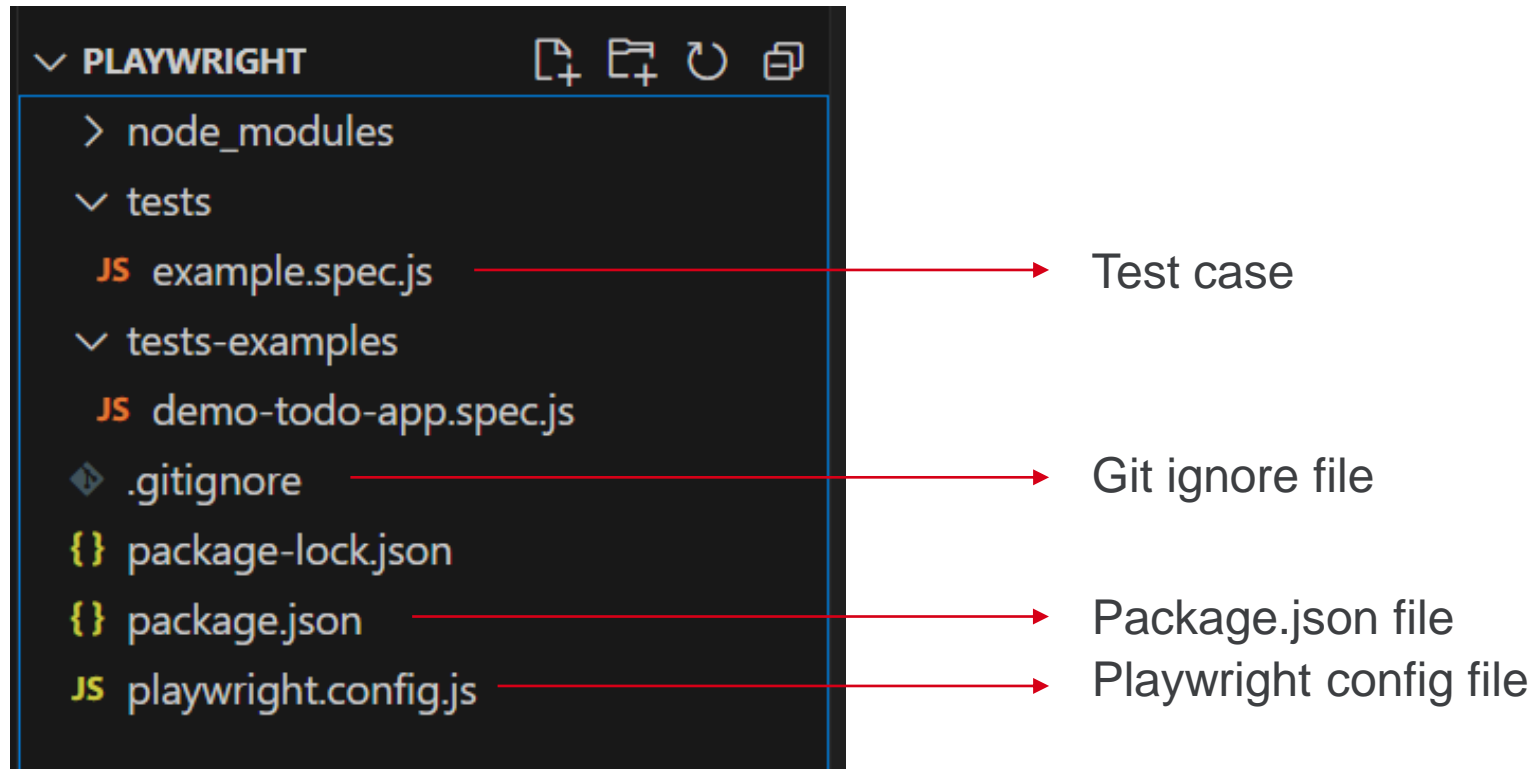 PLAYWRIGHT
node_modules
tests
JS example.spec.js
Test case
tests-examples
JS demo-todo-app.spec.js
.gitignore
Git ignore file
{} package-lock.json
{} package.json
Package.json file
JS playwright.config.js
Playwright config file